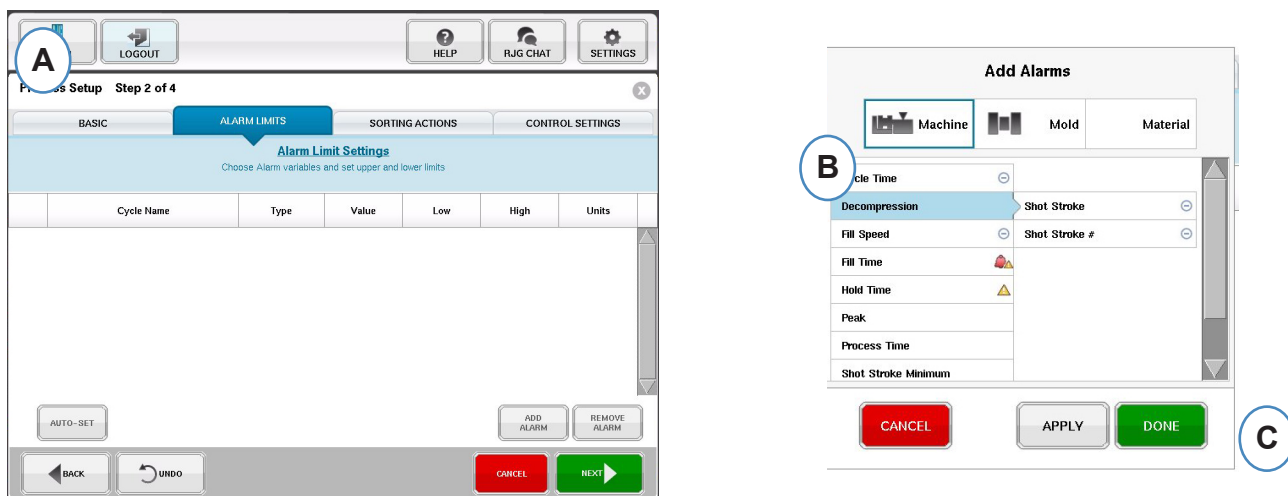 A
LOGOUT
HELP
RJG CHAT
SETTINGS
s Setup Step 2 of 4
BASIC
ALARM LIMITS
SORTING ACTIONS
CONTROL SETTINGS
Alarm Limit Settings
Choose Alarm variables and set upper and lower limits
Cycle Name Type Value Low High Units
AUTO-SET
ADD
ALARM
REMOVE
ALARM
BACK
UNDO
CANCEL
NEXT
Add Alarms
Machine
Mold
Material
B
cle Time
Decompression
Shot Stroke
Fill Speed
Shot Stroke #
Fill Time
Hold Time
Peak
Process Time
Shot Stroke Minimum
CANCEL
APPLY
DONE
C